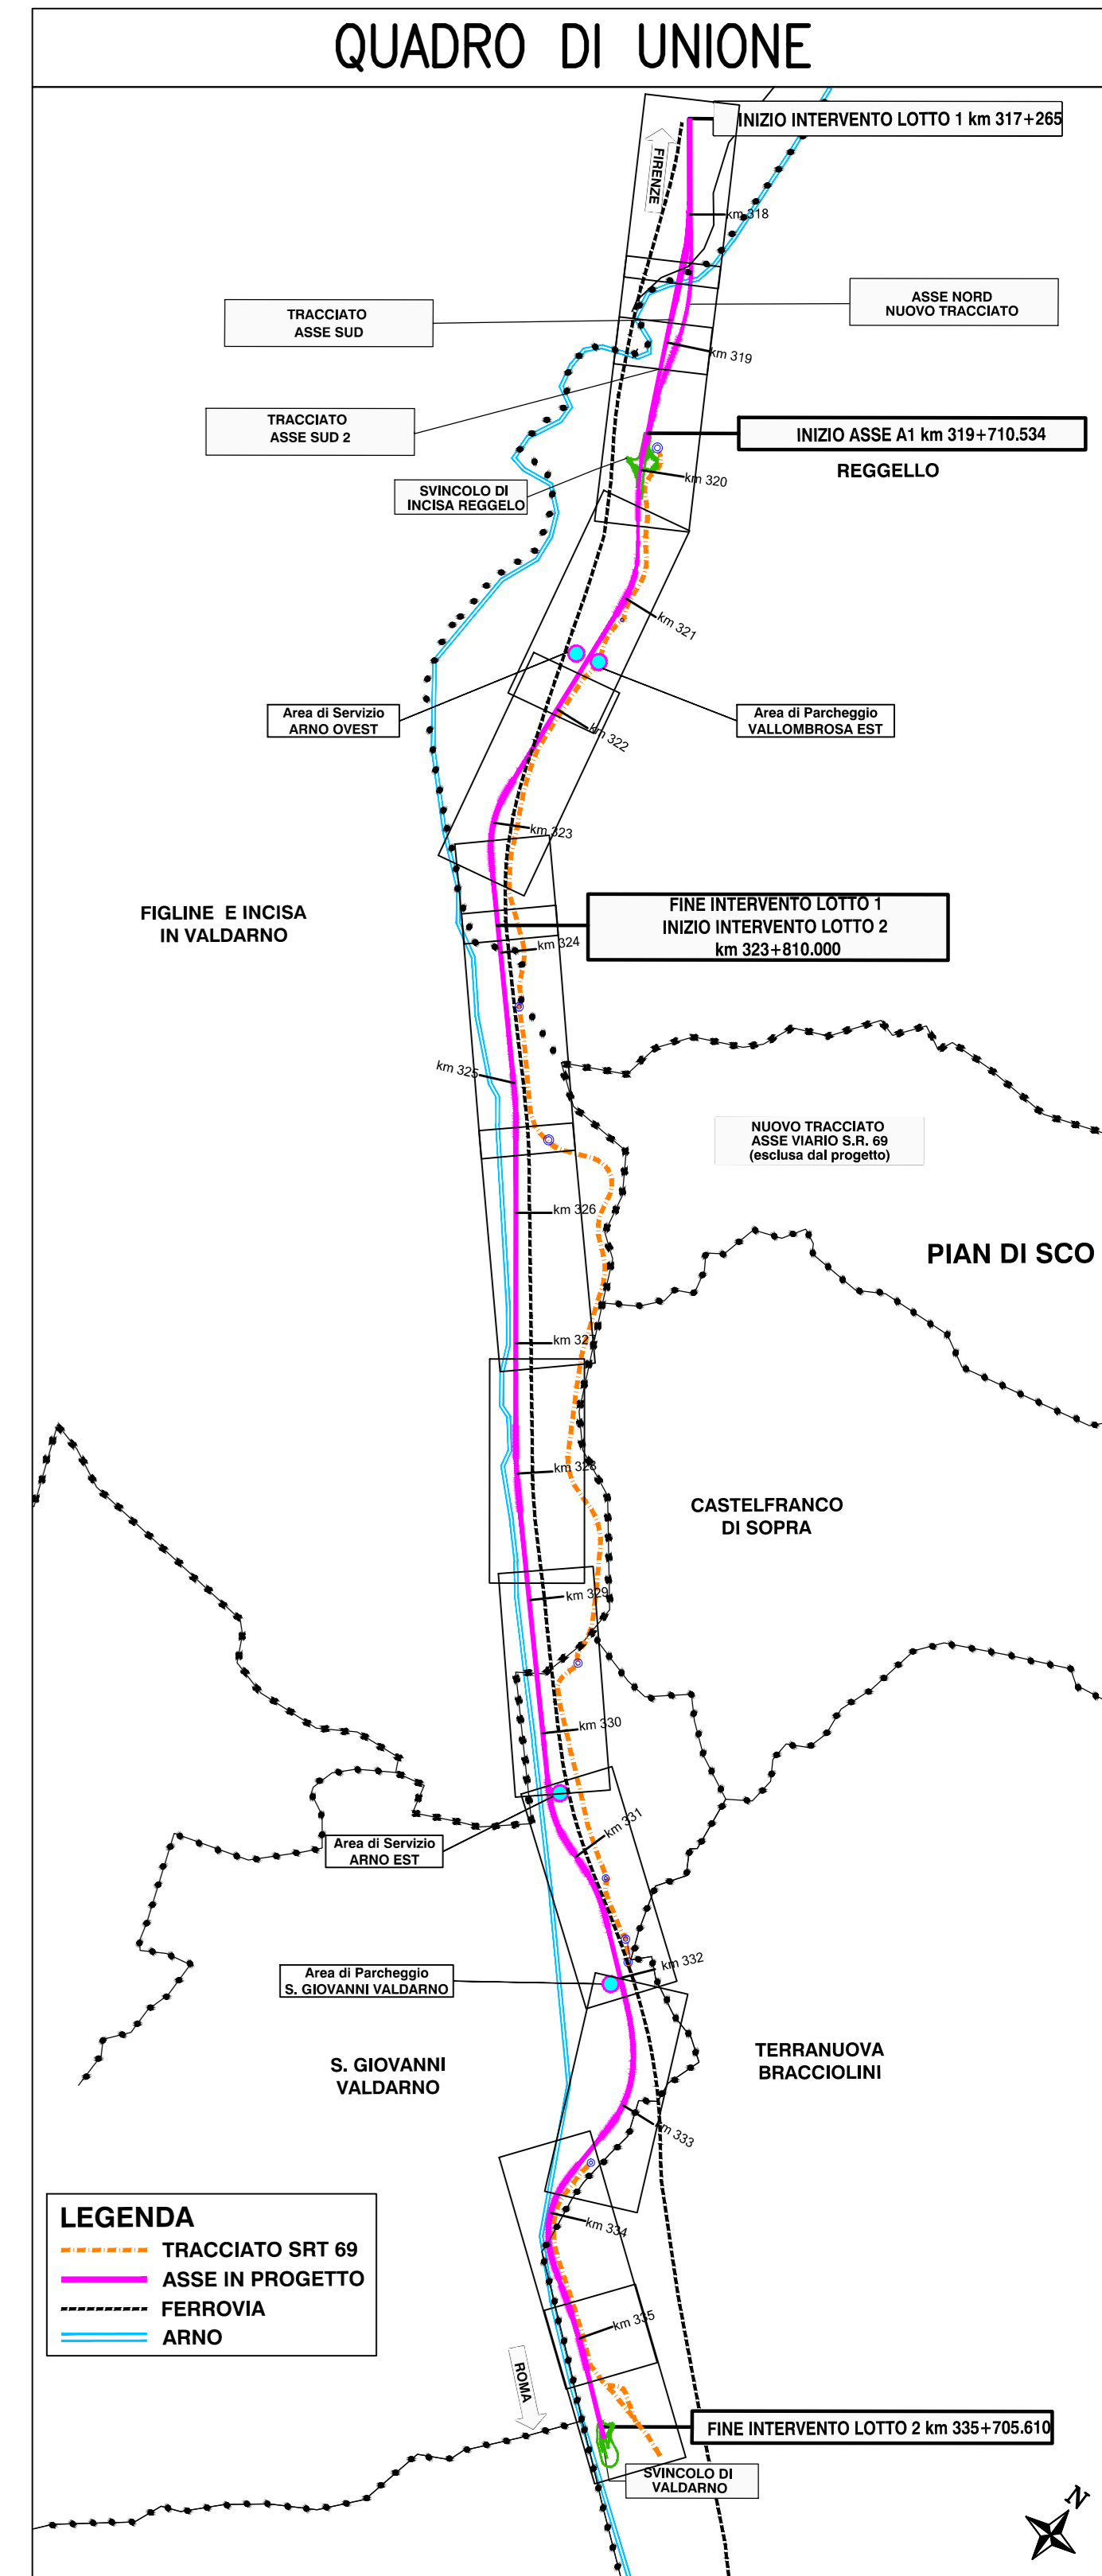 QUADRO DI UNIONE
INIZIO INTERVENTO LOTTO 1 km 317+265
FIRENZE
km 318
TRACCIATO
ASSE SUD
ASSE NORD
NUOVO TRACCIATO
km 319
TRACCIATO
ASSE SUD 2
INIZIO ASSE A1 km 319+710.534
REGGELLO
SVINCOLO DI
INCISA REGGELO
km 320
km 321
Area di Servizio
ARNO OVEST
Area di Parcheggio
VALLOMBROSA EST
km 322
km 323
FIGLINE E INCISA
IN VALDARNO
FINE INTERVENTO LOTTO 1
INIZIO INTERVENTO LOTTO 2
km 323+810.000
km 324
km 325
NUOVO TRACCIATO
ASSE VIARIO S.R. 69
(esclusa dal progetto)
km 326
PIAN DI SCO
km 327
km 328
CASTELFRANCO
DI SOPRA
km 329
km 330
km 331
Area di Servizio
ARNO EST
km 332
Area di Parcheggio
S. GIOVANNI VALDARNO
S. GIOVANNI
VALDARNO
TERRANUOVA
BRACCIOLINI
km 333
km 334
LEGENDA
TRACCIATO SRT 69
ASSE IN PROGETTO
FERROVIA
ARNO
km 335
ROMA
FINE INTERVENTO LOTTO 2 km 335+705.610
SVINCOLO DI
VALDARNO
N